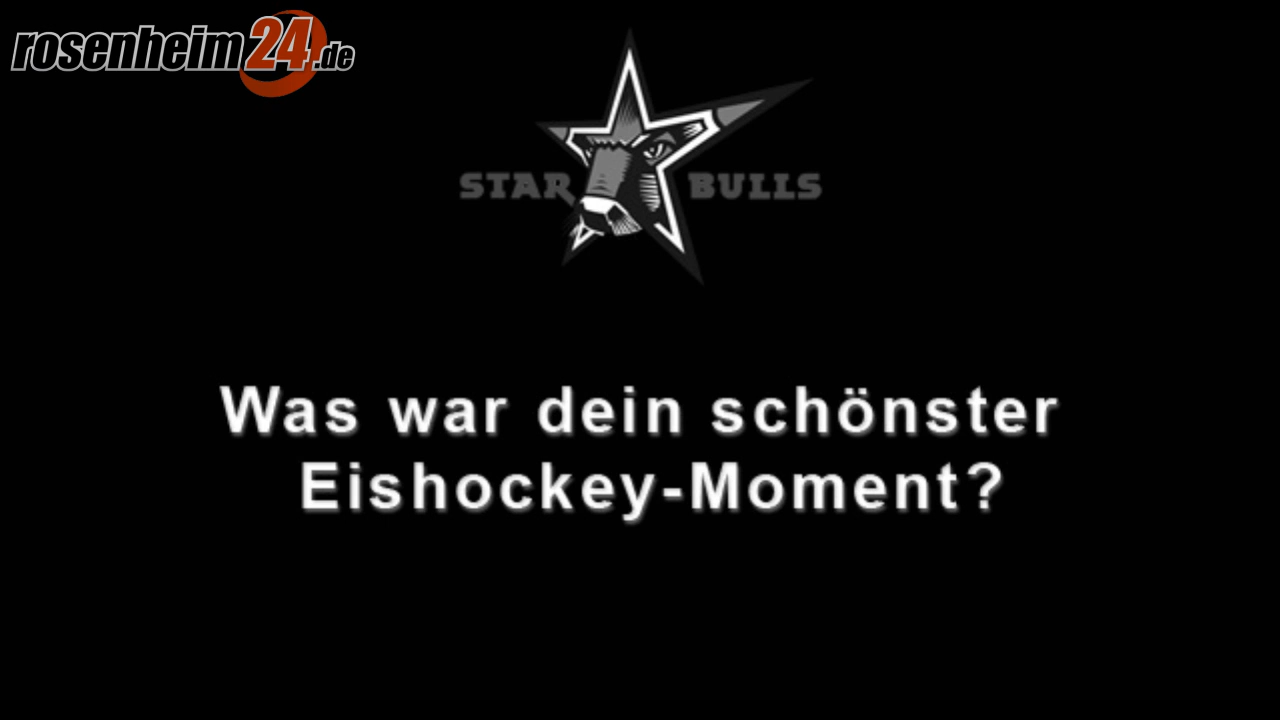 rosenheim24.de
STAR BULLS
Was war dein schönster
Eishockey-Moment?